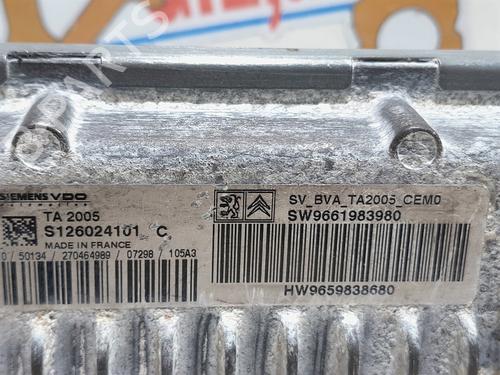 SIEMENS VDO
TA 2005
S126024101 C
MADE IN FRANCE
0 / 50134 / 270464989 / 07298 / 105A3
SV_BVA_TA2005_CEM0
SW9661983980
HW9659838680